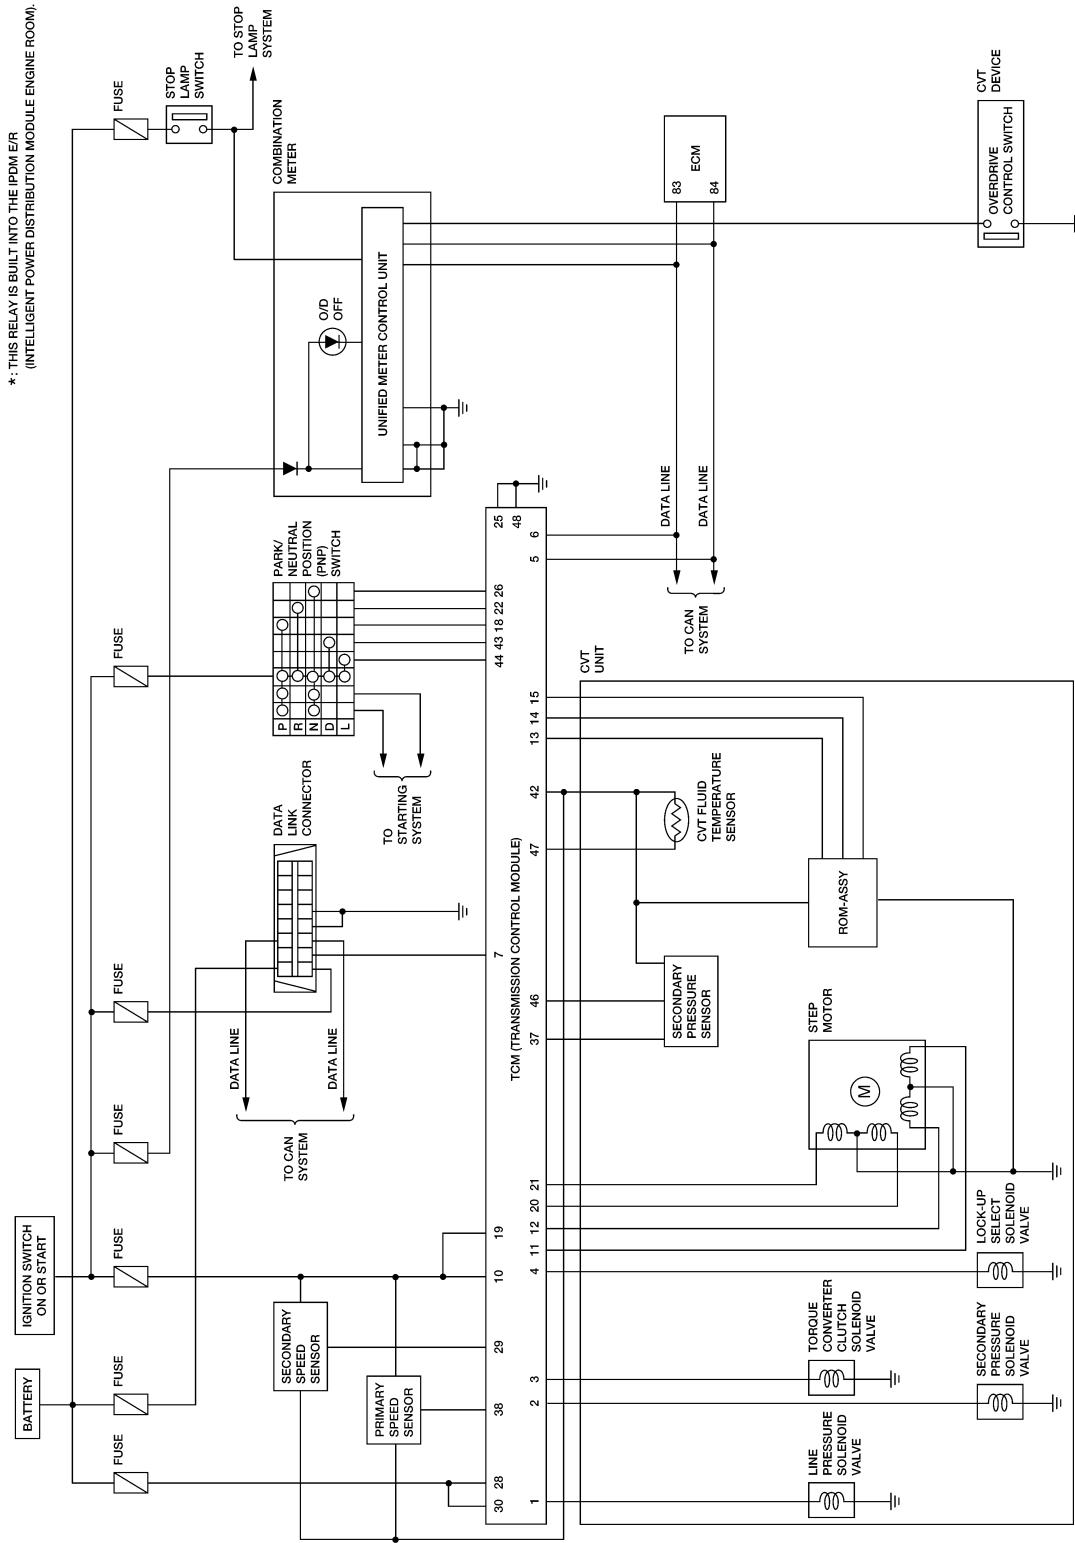 *: THIS RELAY IS BUILT INTO THE IPDM E/R
(INTELLIGENT POWER DISTRIBUTION MODULE ENGINE ROOM).
BATTERY
IGNITION SWITCH
ON OR START
FUSE
FUSE
FUSE
FUSE
FUSE
FUSE
FUSE
STOP
LAMP
SWITCH
TO STOP
LAMP
SYSTEM
SECONDARY
SPEED
SENSOR
PRIMARY
SPEED
SENSOR
TO CAN
SYSTEM
DATA LINE
DATA LINE
DATA
LINK
CONNECTOR
TO
STARTING
SYSTEM
P
R
N
D
L
PARK/
NEUTRAL
POSITION
(PNP)
SWITCH
COMBINATION
METER
O/D
OFF
UNIFIED METER CONTROL UNIT
30
28
38
29
10
19
7
44
43
18
22
26
25
48
TCM (TRANSMISSION CONTROL MODULE)
1
2
3
4
11
12
20
21
37
46
47
42
13
14
15
5
6
DATA LINE
DATA LINE
TO CAN
SYSTEM
ECM
83
84
CVT
DEVICE
OVERDRIVE
CONTROL SWITCH
CVT
UNIT
SECONDARY
PRESSURE
SENSOR
CVT FLUID
TEMPERATURE
SENSOR
LINE
PRESSURE
SOLENOID
VALVE
TORQUE
CONVERTER
CLUTCH
SOLENOID
VALVE
STEP
MOTOR
M
ROM-ASSY
SECONDARY
PRESSURE
SOLENOID
VALVE
LOCK-UP
SELECT
SOLENOID
VALVE